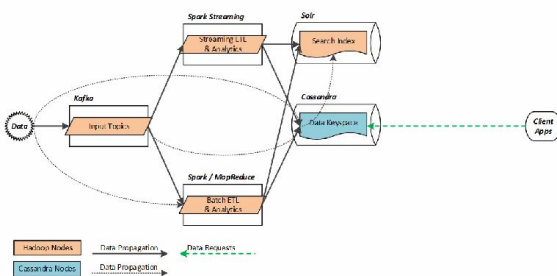 Spark Streaming
Streaming ETL
& Analytics
Solr
Search Index
Kafka
Input Topics
Data
Cassandra
Data Keyspace
Client
Apps
Spark / MapReduce
Batch ETL
& Analytics
Hadoop Nodes
Data Propagation
Data Requests
Cassandra Nodes
Data Propagation